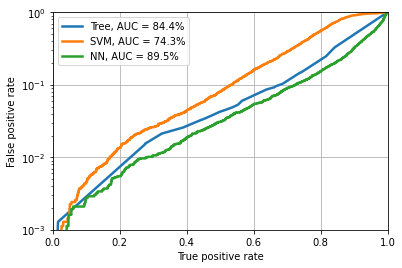 10⁰
10⁻¹
10⁻²
10⁻³
False positive rate
Tree, AUC = 84.4%
SVM, AUC = 74.3%
NN, AUC = 89.5%
0.0 0.2 0.4 0.6 0.8 1.0
True positive rate